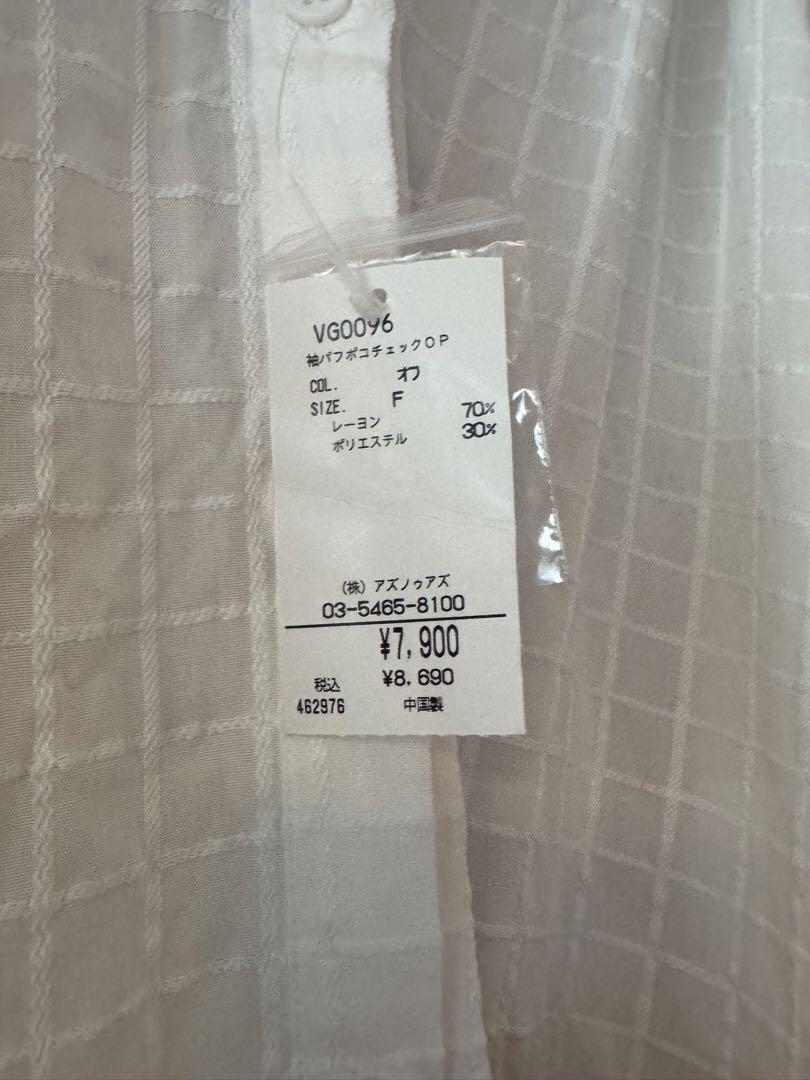 VG0096
袖パフポコチェックOP
COL. オフ
SIZE. F
レーヨン 70%
ポリエステル 30%
(株)アズノゥアズ
03-5465-8100
¥7,900
税込 ¥8,690
462976 中国製